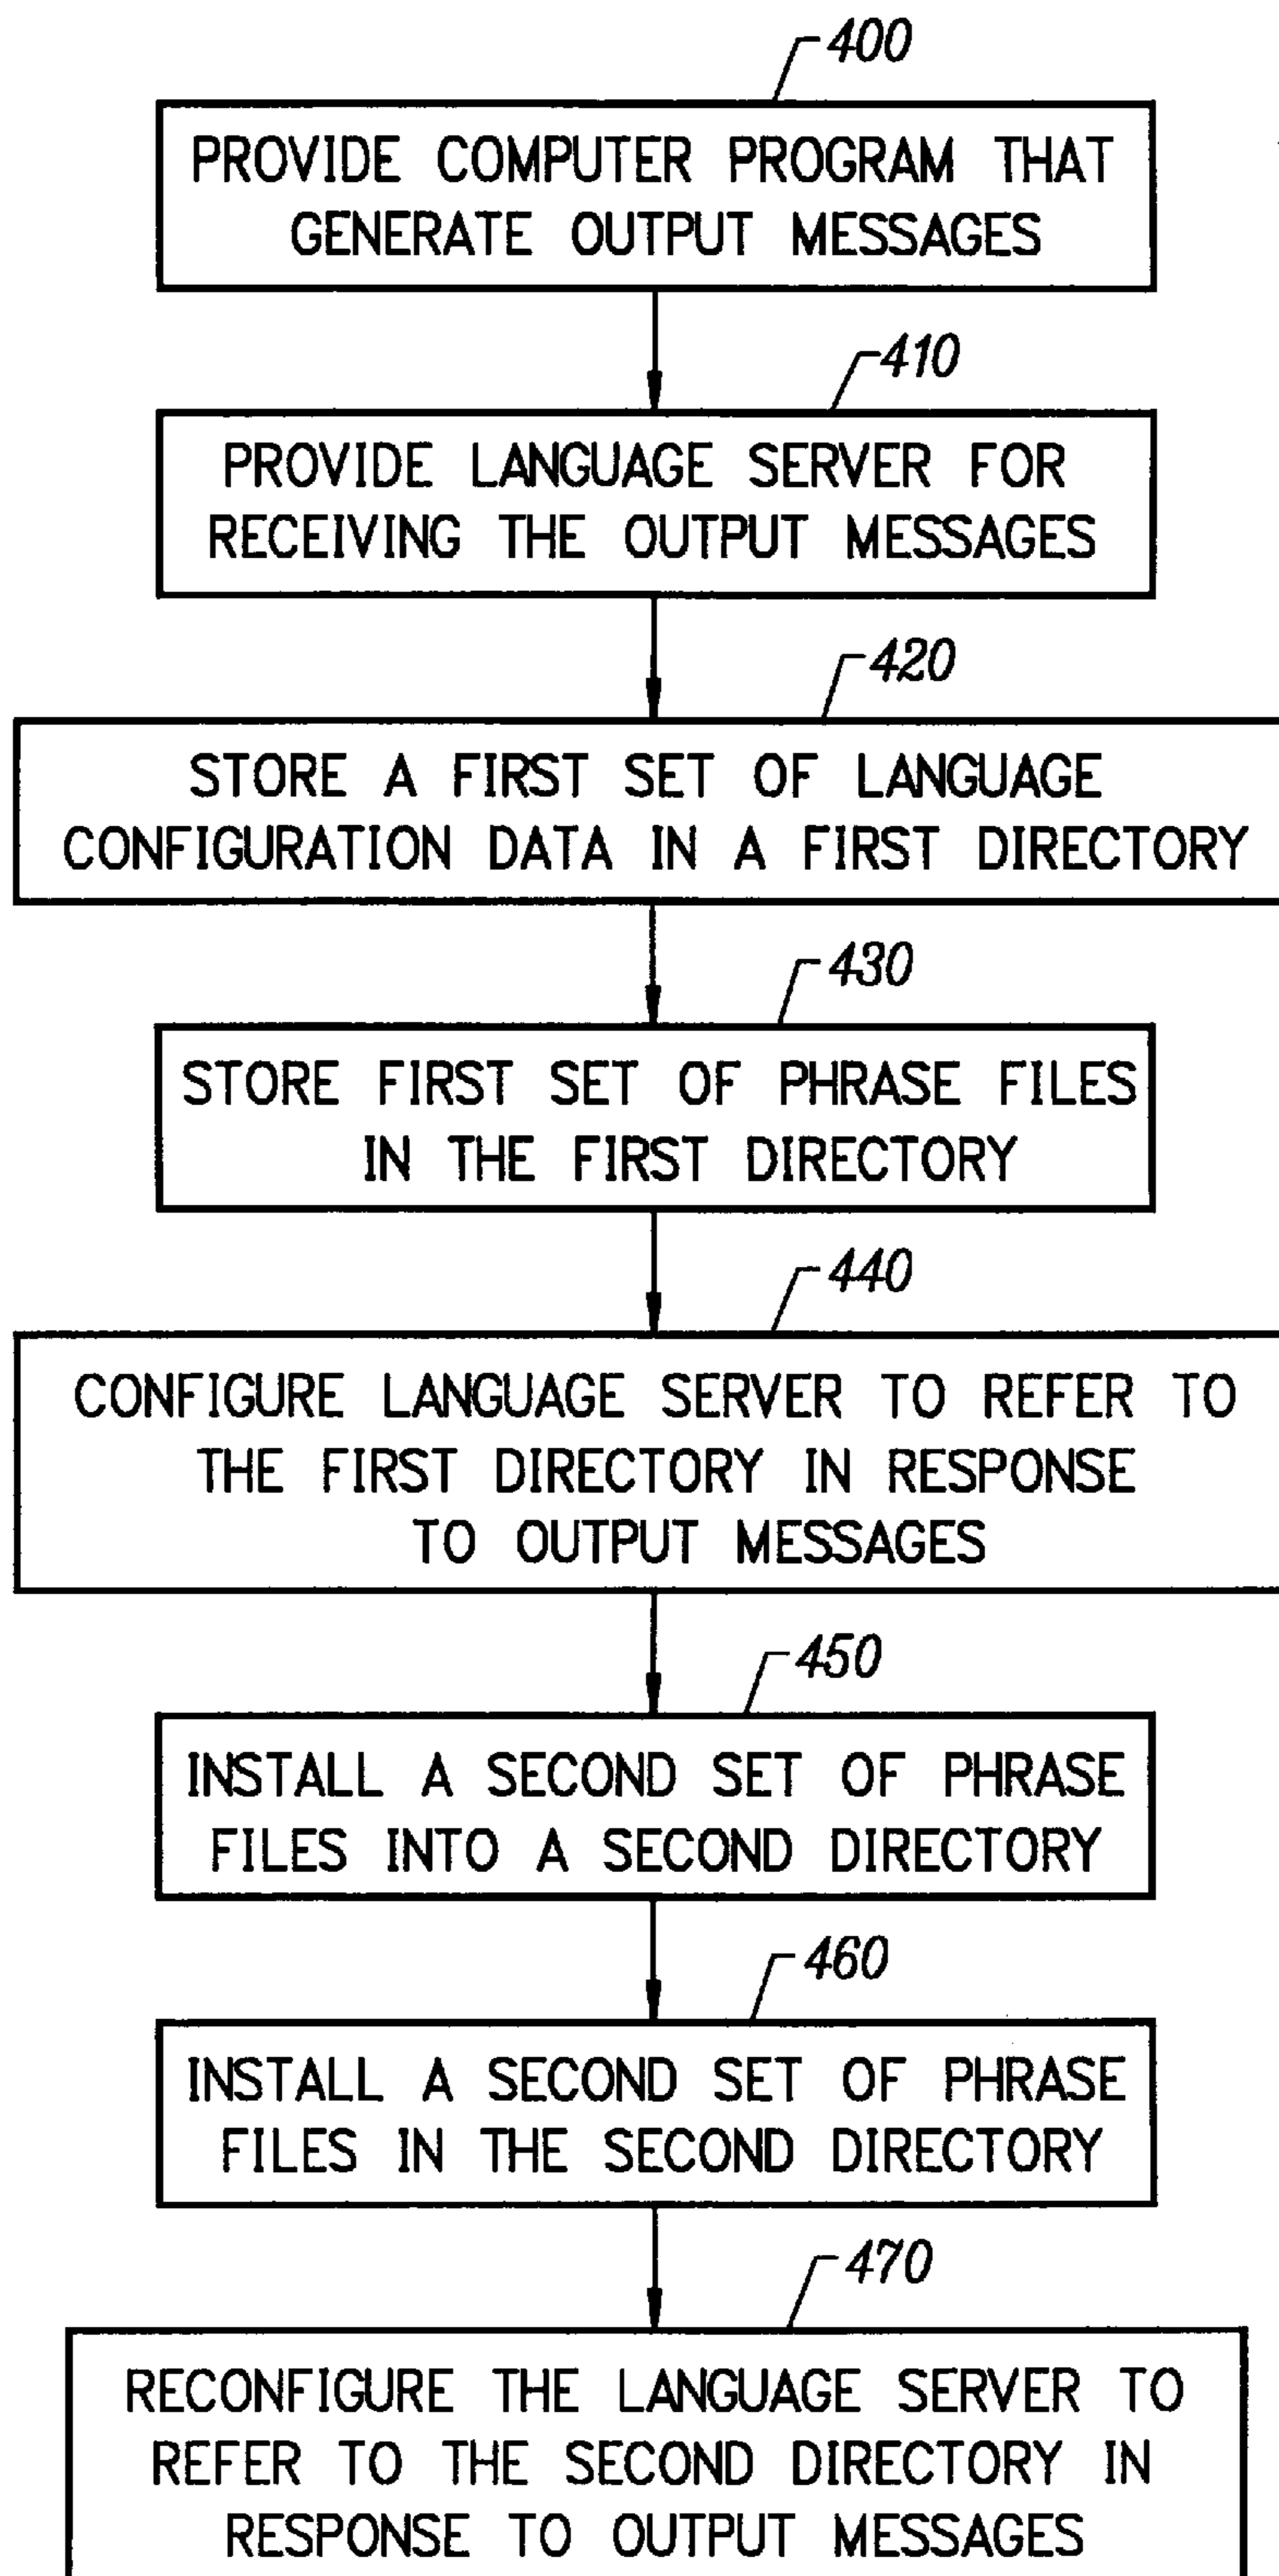 400
PROVIDE COMPUTER PROGRAM THAT
GENERATE OUTPUT MESSAGES
410
PROVIDE LANGUAGE SERVER FOR
RECEIVING THE OUTPUT MESSAGES
420
STORE A FIRST SET OF LANGUAGE
CONFIGURATION DATA IN A FIRST DIRECTORY
430
STORE FIRST SET OF PHRASE FILES
IN THE FIRST DIRECTORY
440
CONFIGURE LANGUAGE SERVER TO REFER TO
THE FIRST DIRECTORY IN RESPONSE
TO OUTPUT MESSAGES
450
INSTALL A SECOND SET OF PHRASE
FILES INTO A SECOND DIRECTORY
460
INSTALL A SECOND SET OF PHRASE
FILES IN THE SECOND DIRECTORY
470
RECONFIGURE THE LANGUAGE SERVER TO
REFER TO THE SECOND DIRECTORY IN
RESPONSE TO OUTPUT MESSAGES